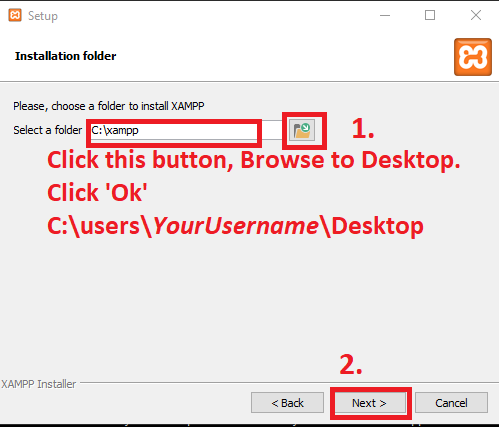 Setup
Installation folder
Please, choose a folder to install XAMPP
Select a folder C:\xampp
1.
Click this button, Browse to Desktop.
Click 'Ok'
C:\users\YourUsername\Desktop
2.
XAMPP Installer
< Back Next > Cancel